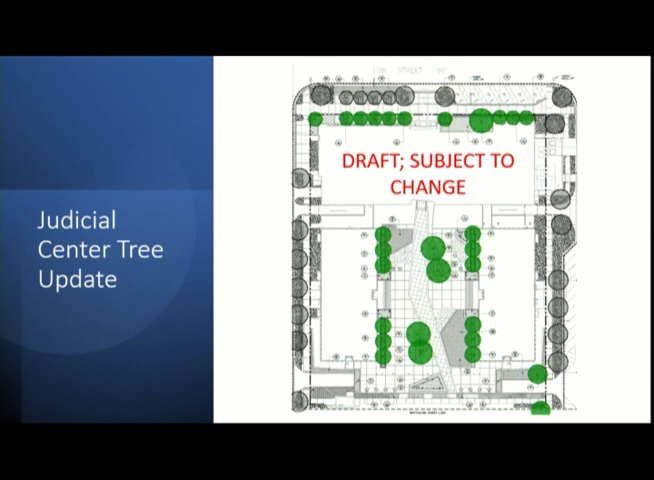 Judicial
Center Tree
Update
DRAFT; SUBJECT TO
CHANGE